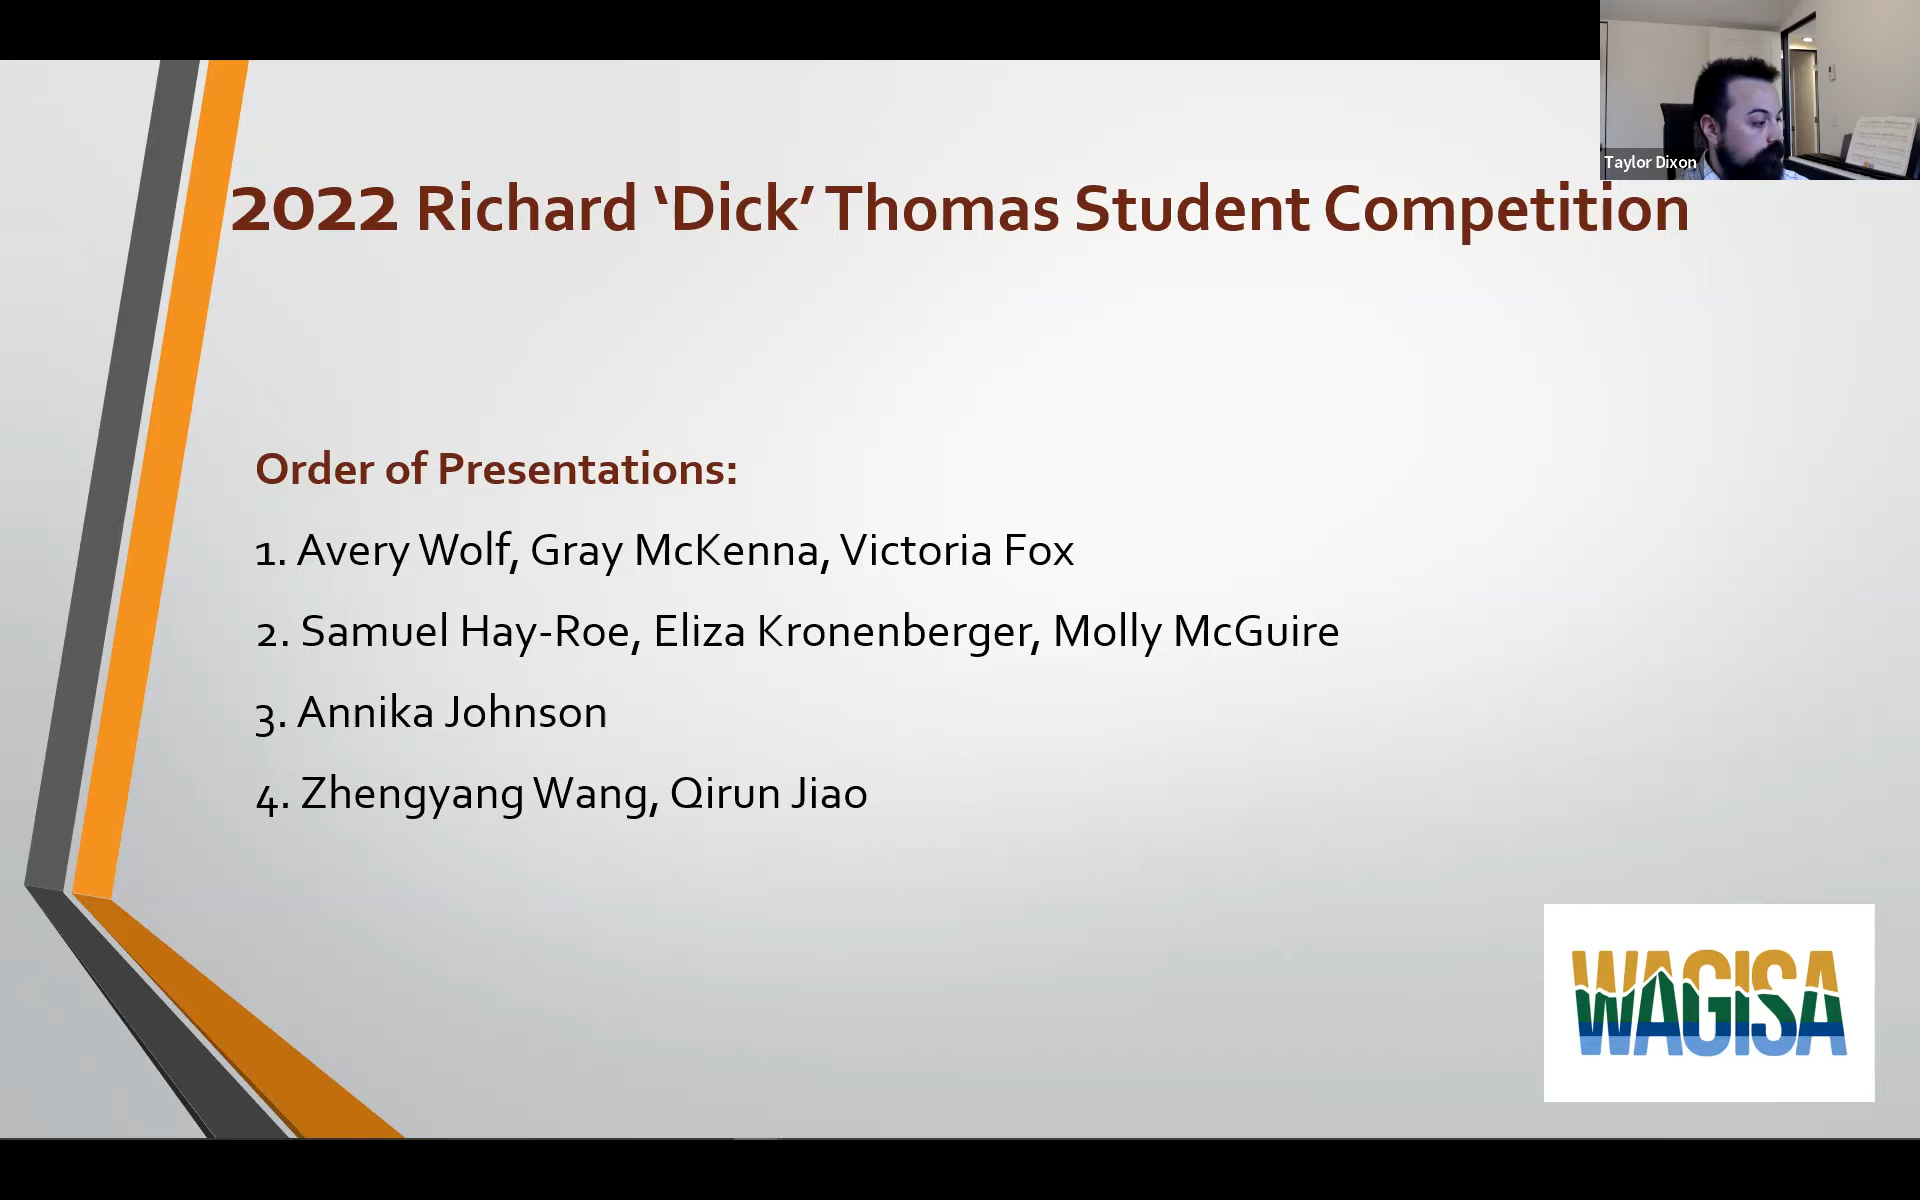 Taylor Dixon
2022 Richard ‘Dick’ Thomas Student Competition
Order of Presentations:
1. Avery Wolf, Gray McKenna, Victoria Fox
2. Samuel Hay-Roe, Eliza Kronenberger, Molly McGuire
3. Annika Johnson
4. Zhengyang Wang, Qirun Jiao
WAGISA